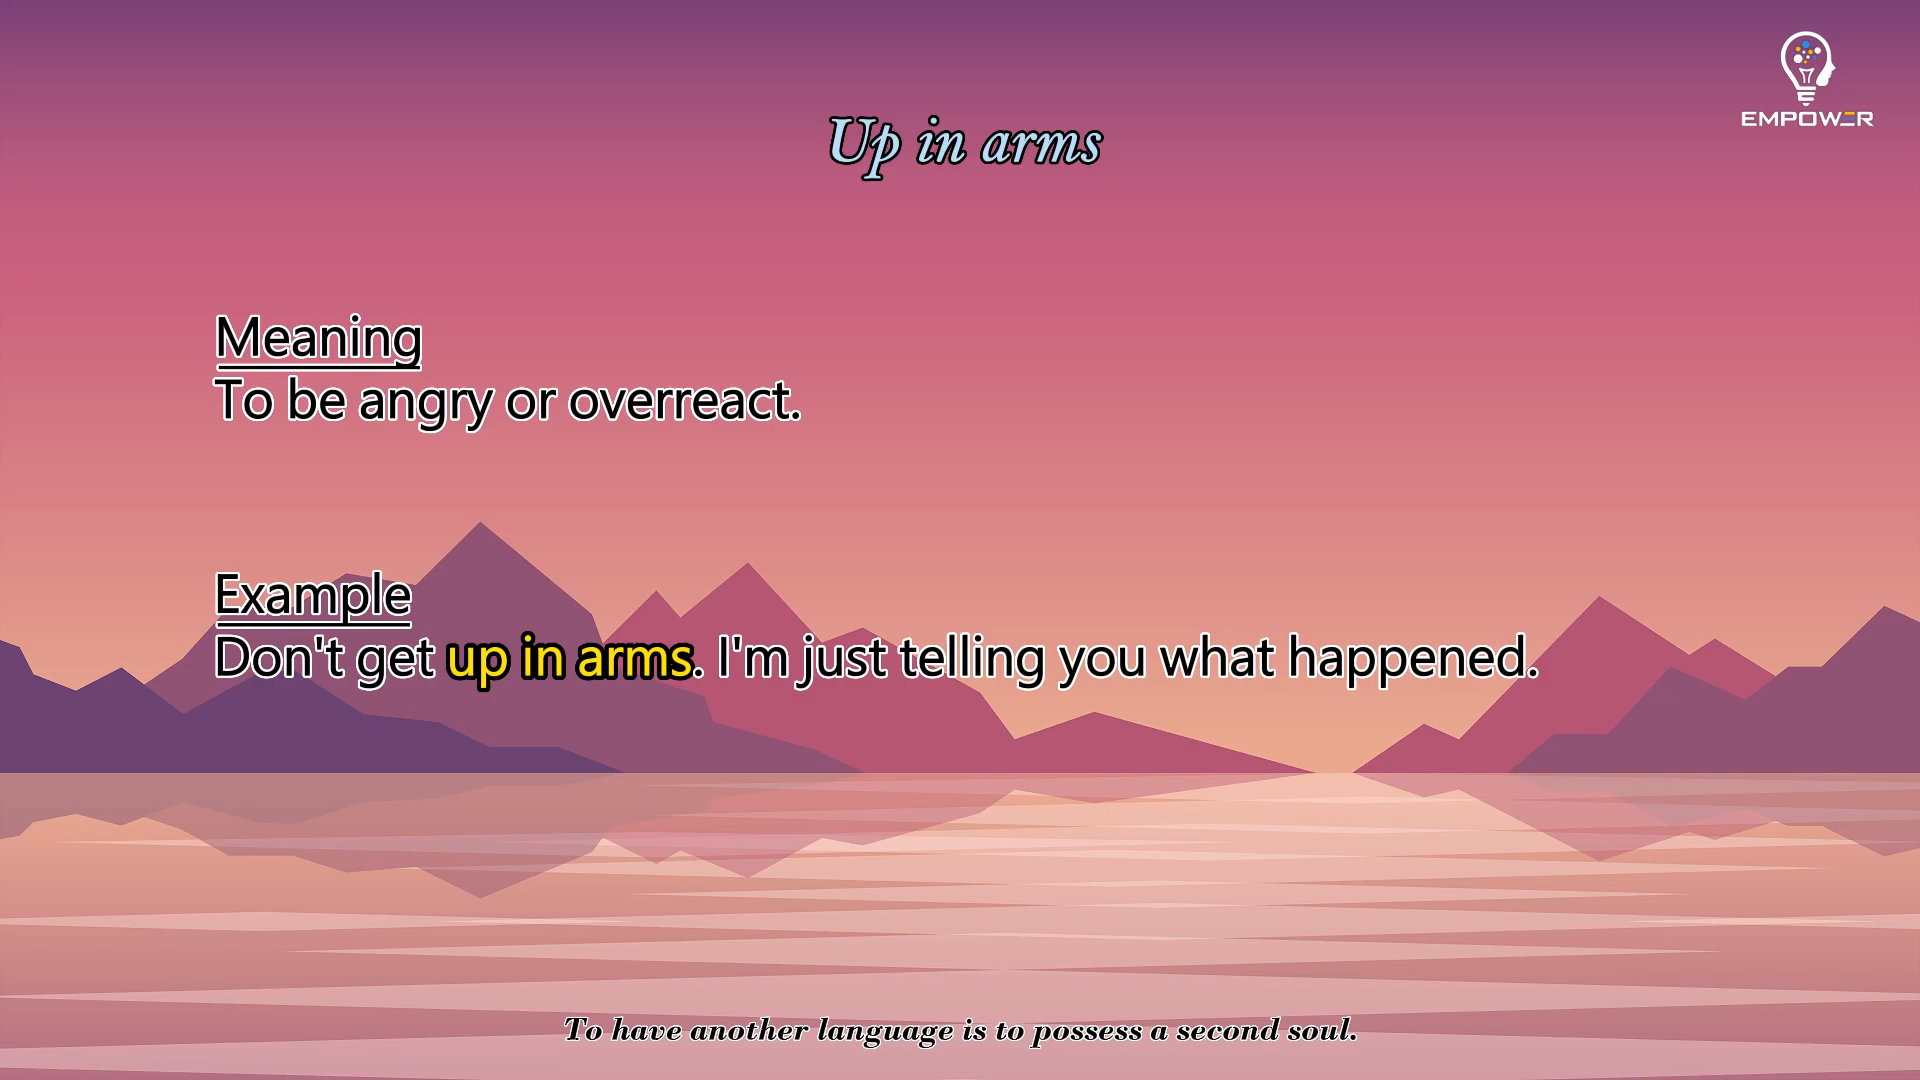 EMPOWER
Up in arms
Meaning
To be angry or overreact.
Example
Don't get up in arms. I'm just telling you what happened.
To have another language is to possess a second soul.